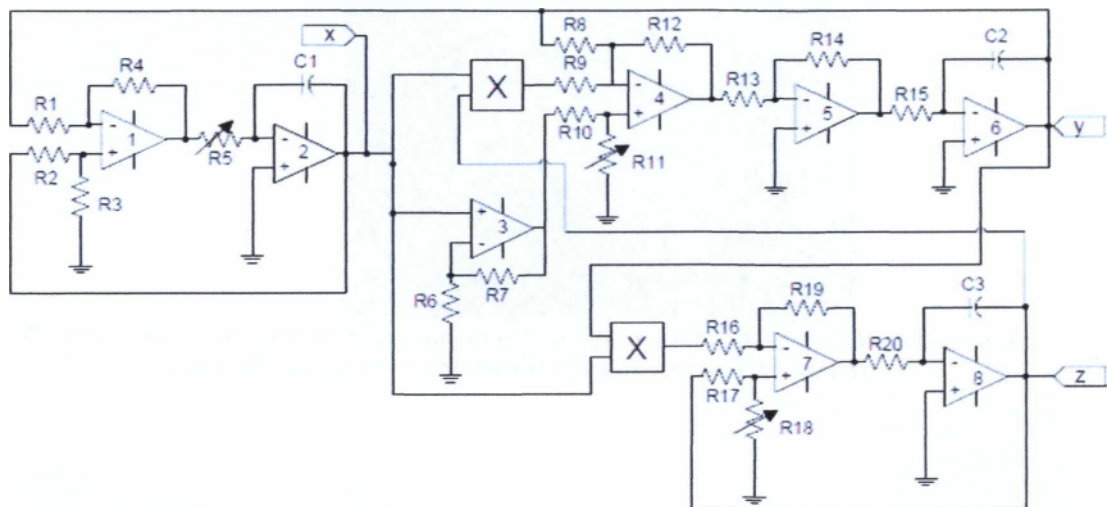 x
R4
C1
R1
-
+
1
R5
-
+
2
R2
R3
R8
R12
X
R9
-
+
4
R10
R11
R13
R14
-
+
5
R15
C2
-
+
6
y
+
-
3
R6
R7
X
R16
R19
-
+
7
R17
R18
R20
C3
-
+
8
z